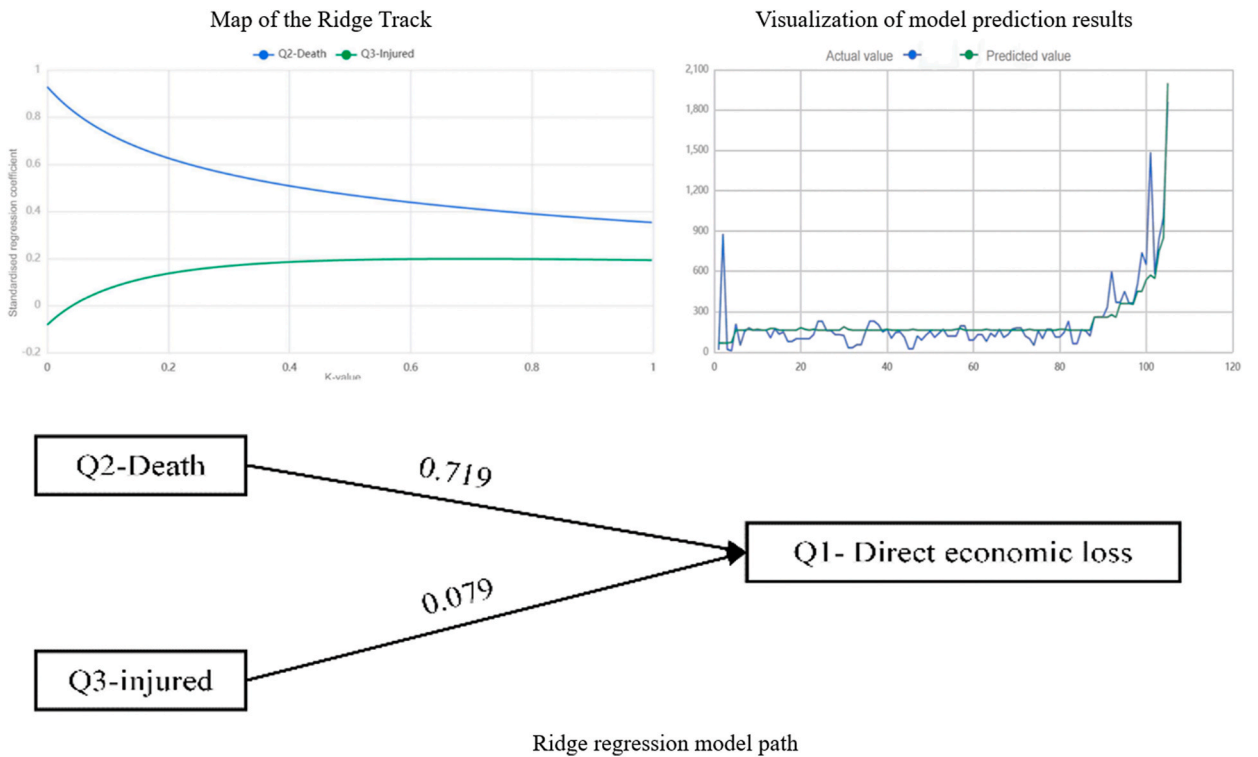 Map of the Ridge Track
Q2-Death Q3-Injured
Standardised regression coefficient
1
0.8
0.6
0.4
0.2
0
-0.2
0 0.2 0.4 0.6 0.8 1
K-value
Visualization of model prediction results
Actual value Predicted value
2,100
1,800
1,500
1,200
900
600
300
0
0 20 40 60 80 100 120
Q2-Death
0.719
Q1- Direct economic loss
0.079
Q3-injured
Ridge regression model path